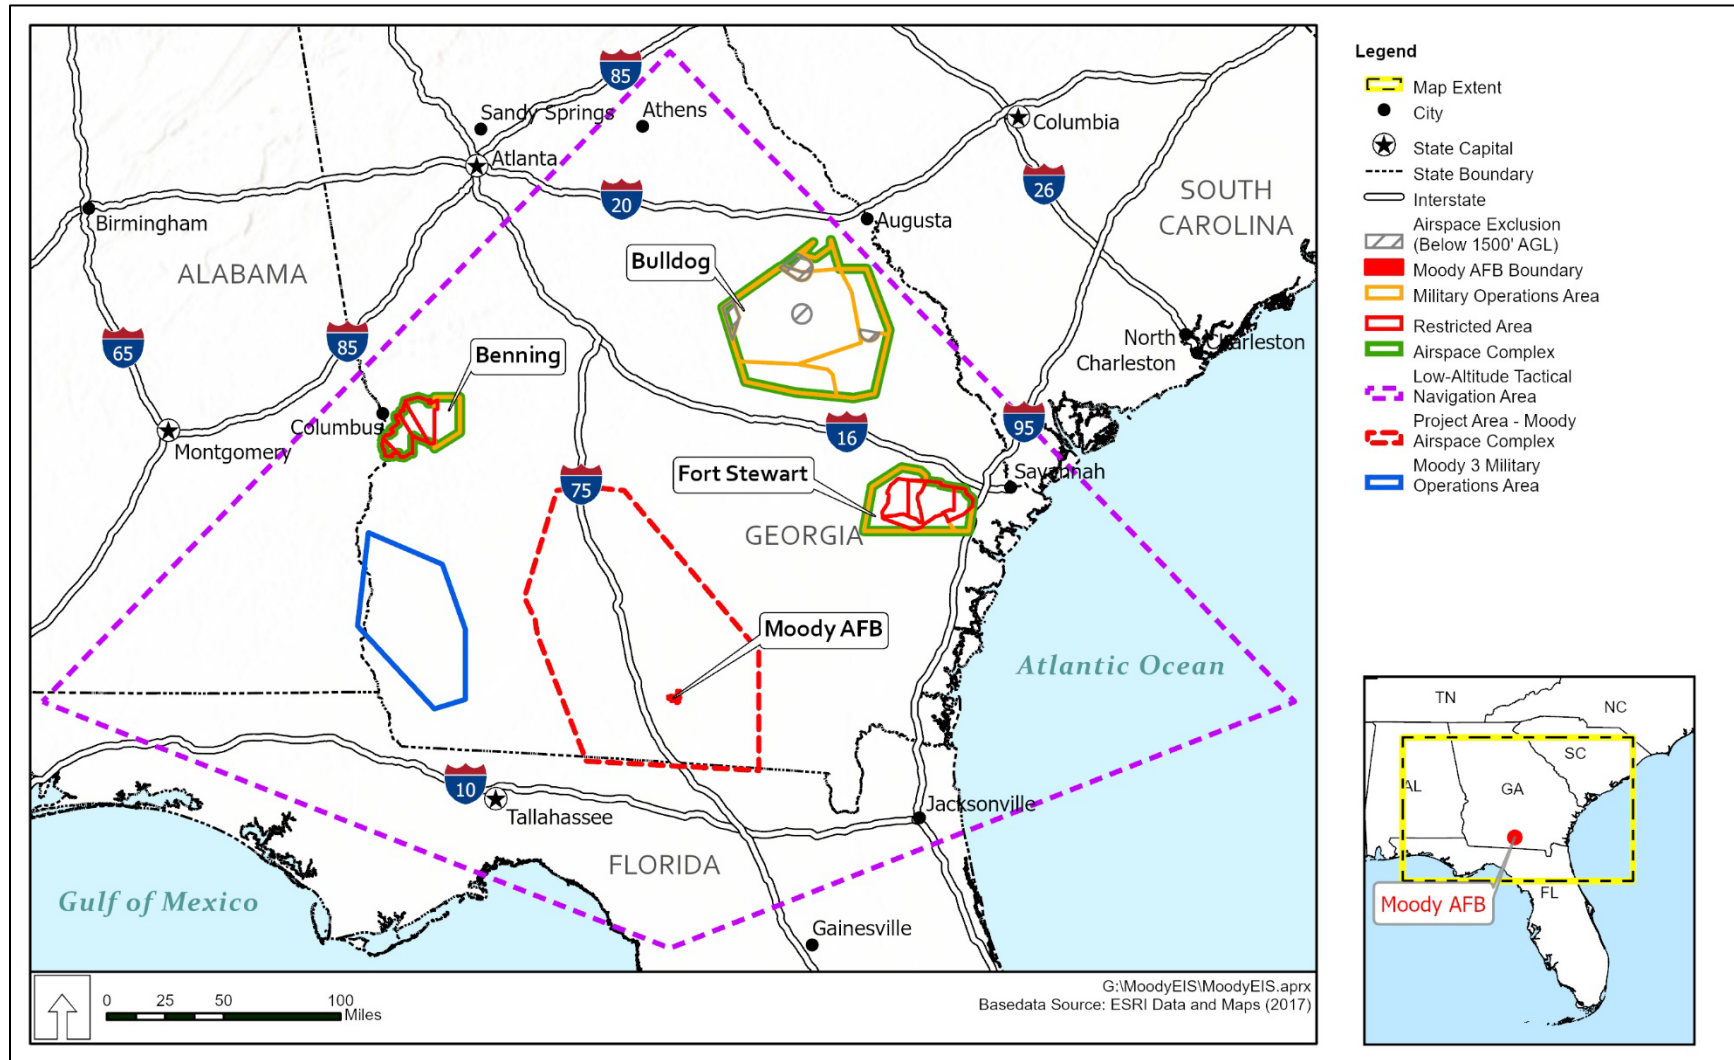 85
Sandy Springs
Athens
Atlanta
Columbia
20
26
SOUTH
CAROLINA
Birmingham
Augusta
ALABAMA
Bulldog
65
85
Benning
North
Charleston
Charleston
Columbus
Montgomery
16
95
Fort Stewart
Savannah
75
GEORGIA
Moody AFB
Atlantic Ocean
10
Tallahassee
Jacksonville
FLORIDA
Gulf of Mexico
Gainesville
0 25 50 100
Miles
G:\MoodyEIS\MoodyEIS.aprx
Basedata Source: ESRI Data and Maps (2017)
Legend
Map Extent
City
State Capital
State Boundary
Interstate
Airspace Exclusion
(Below 1500' AGL)
Moody AFB Boundary
Military Operations Area
Restricted Area
Airspace Complex
Low-Altitude Tactical
Navigation Area
Project Area - Moody
Airspace Complex
Moody 3 Military
Operations Area
TN
NC
SC
AL
GA
FL
Moody AFB